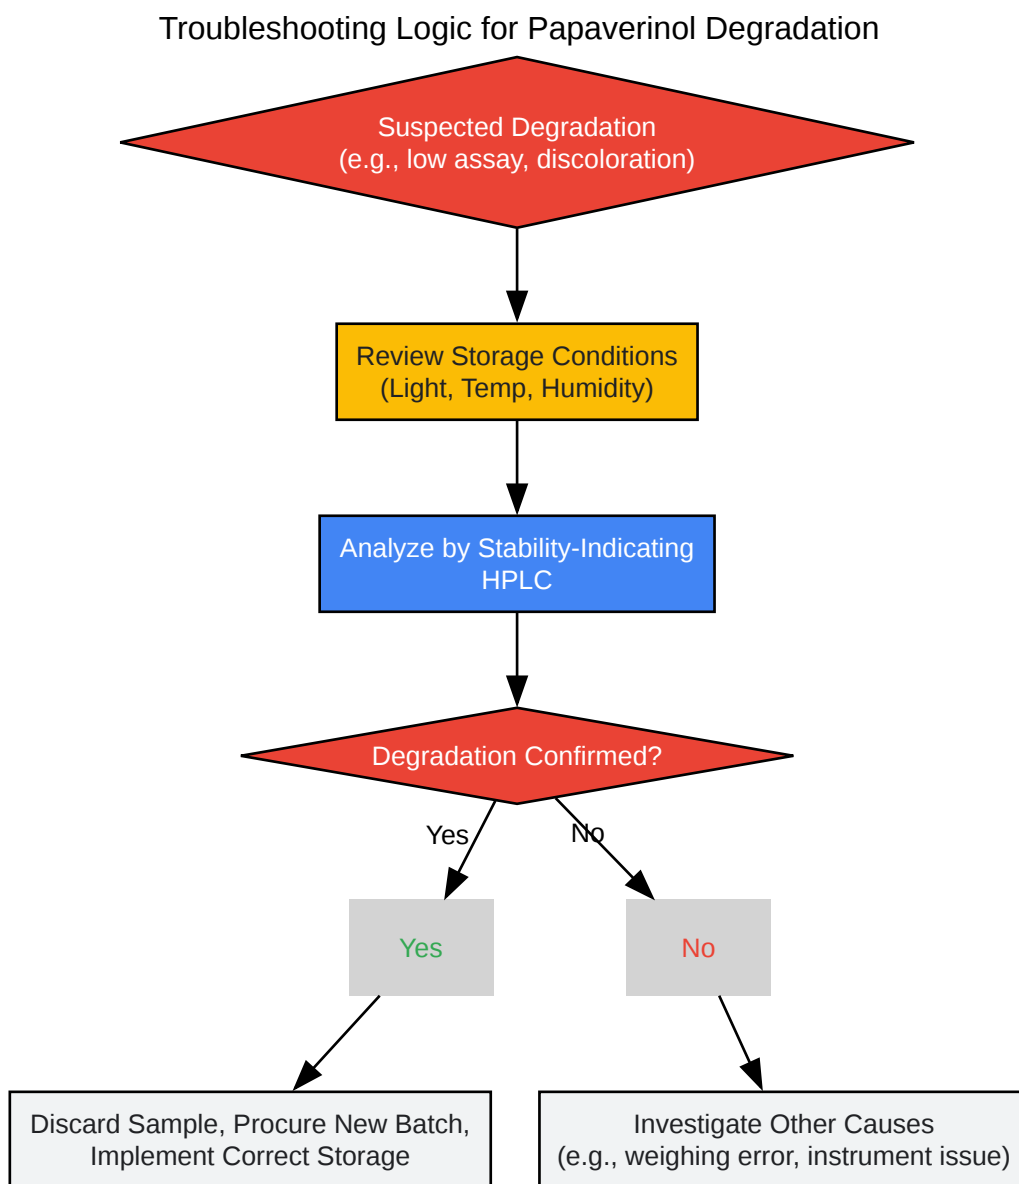 Troubleshooting Logic for Papaverinol Degradation
Suspected Degradation
(e.g., low assay, discoloration)
Review Storage Conditions
(Light, Temp, Humidity)
Analyze by Stability-Indicating
HPLC
Degradation Confirmed?
Yes
No
Yes
No
Discard Sample, Procure New Batch,
Implement Correct Storage
Investigate Other Causes
(e.g., weighing error, instrument issue)